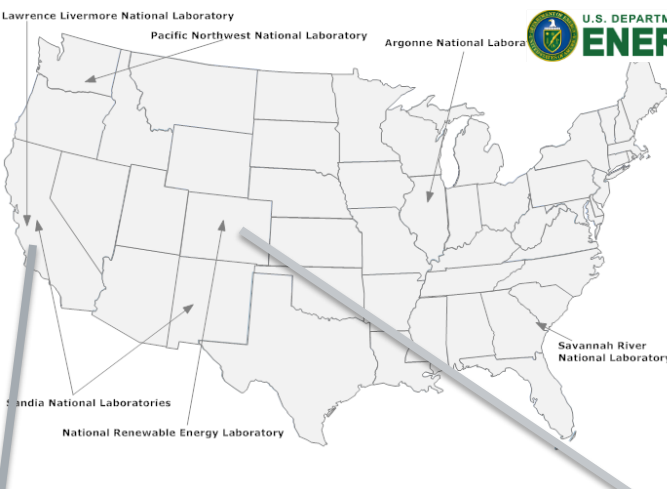 Lawrence Livermore National Laboratory
Pacific Northwest National Laboratory
Argonne National Labora
U.S. DEPARTM
ENER
Savannah River
National Laboratory
Sandia National Laboratories
National Renewable Energy Laboratory